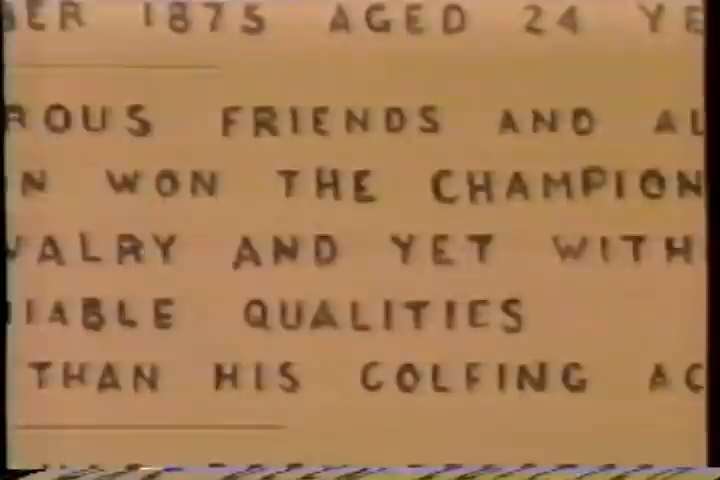 BER 1875 AGED 24 YE
ROUS FRIENDS AND AL
N WON THE CHAMPION
VALRY AND YET WITH
IABLE QUALITIES
THAN HIS GOLFING AC